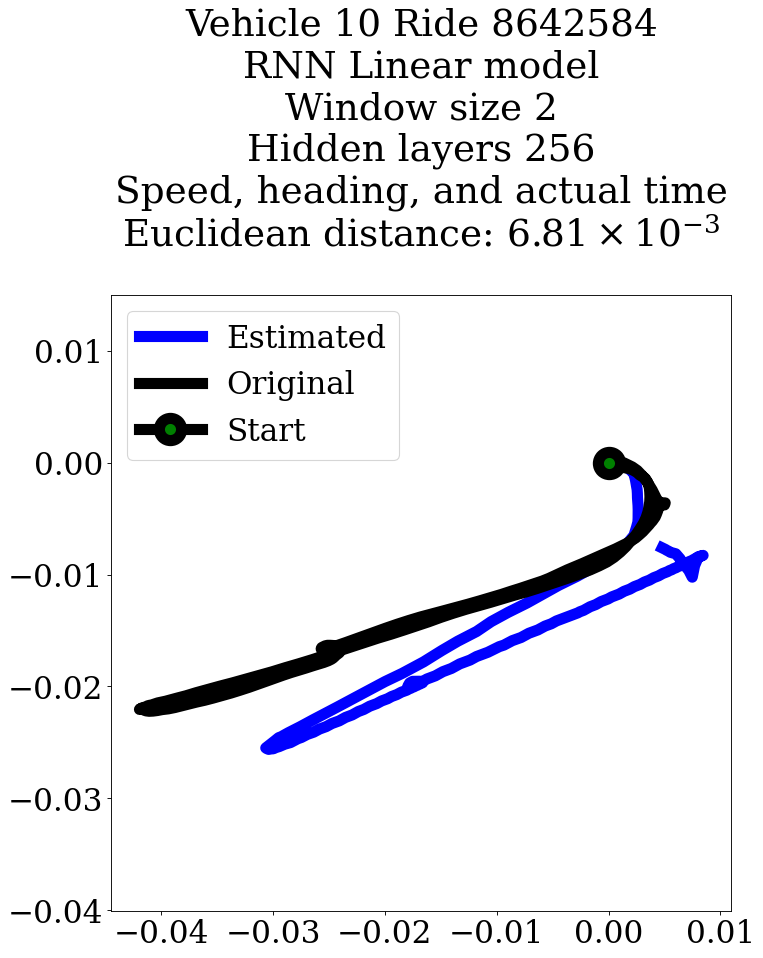 Vehicle 10 Ride 8642584
RNN Linear model
Window size 2
Hidden layers 256
Speed, heading, and actual time
Euclidean distance: 6.81 × 10⁻³
Estimated
Original
Start
0.01
0.00
−0.01
−0.02
−0.03
−0.04
−0.04 −0.03 −0.02 −0.01 0.00 0.01